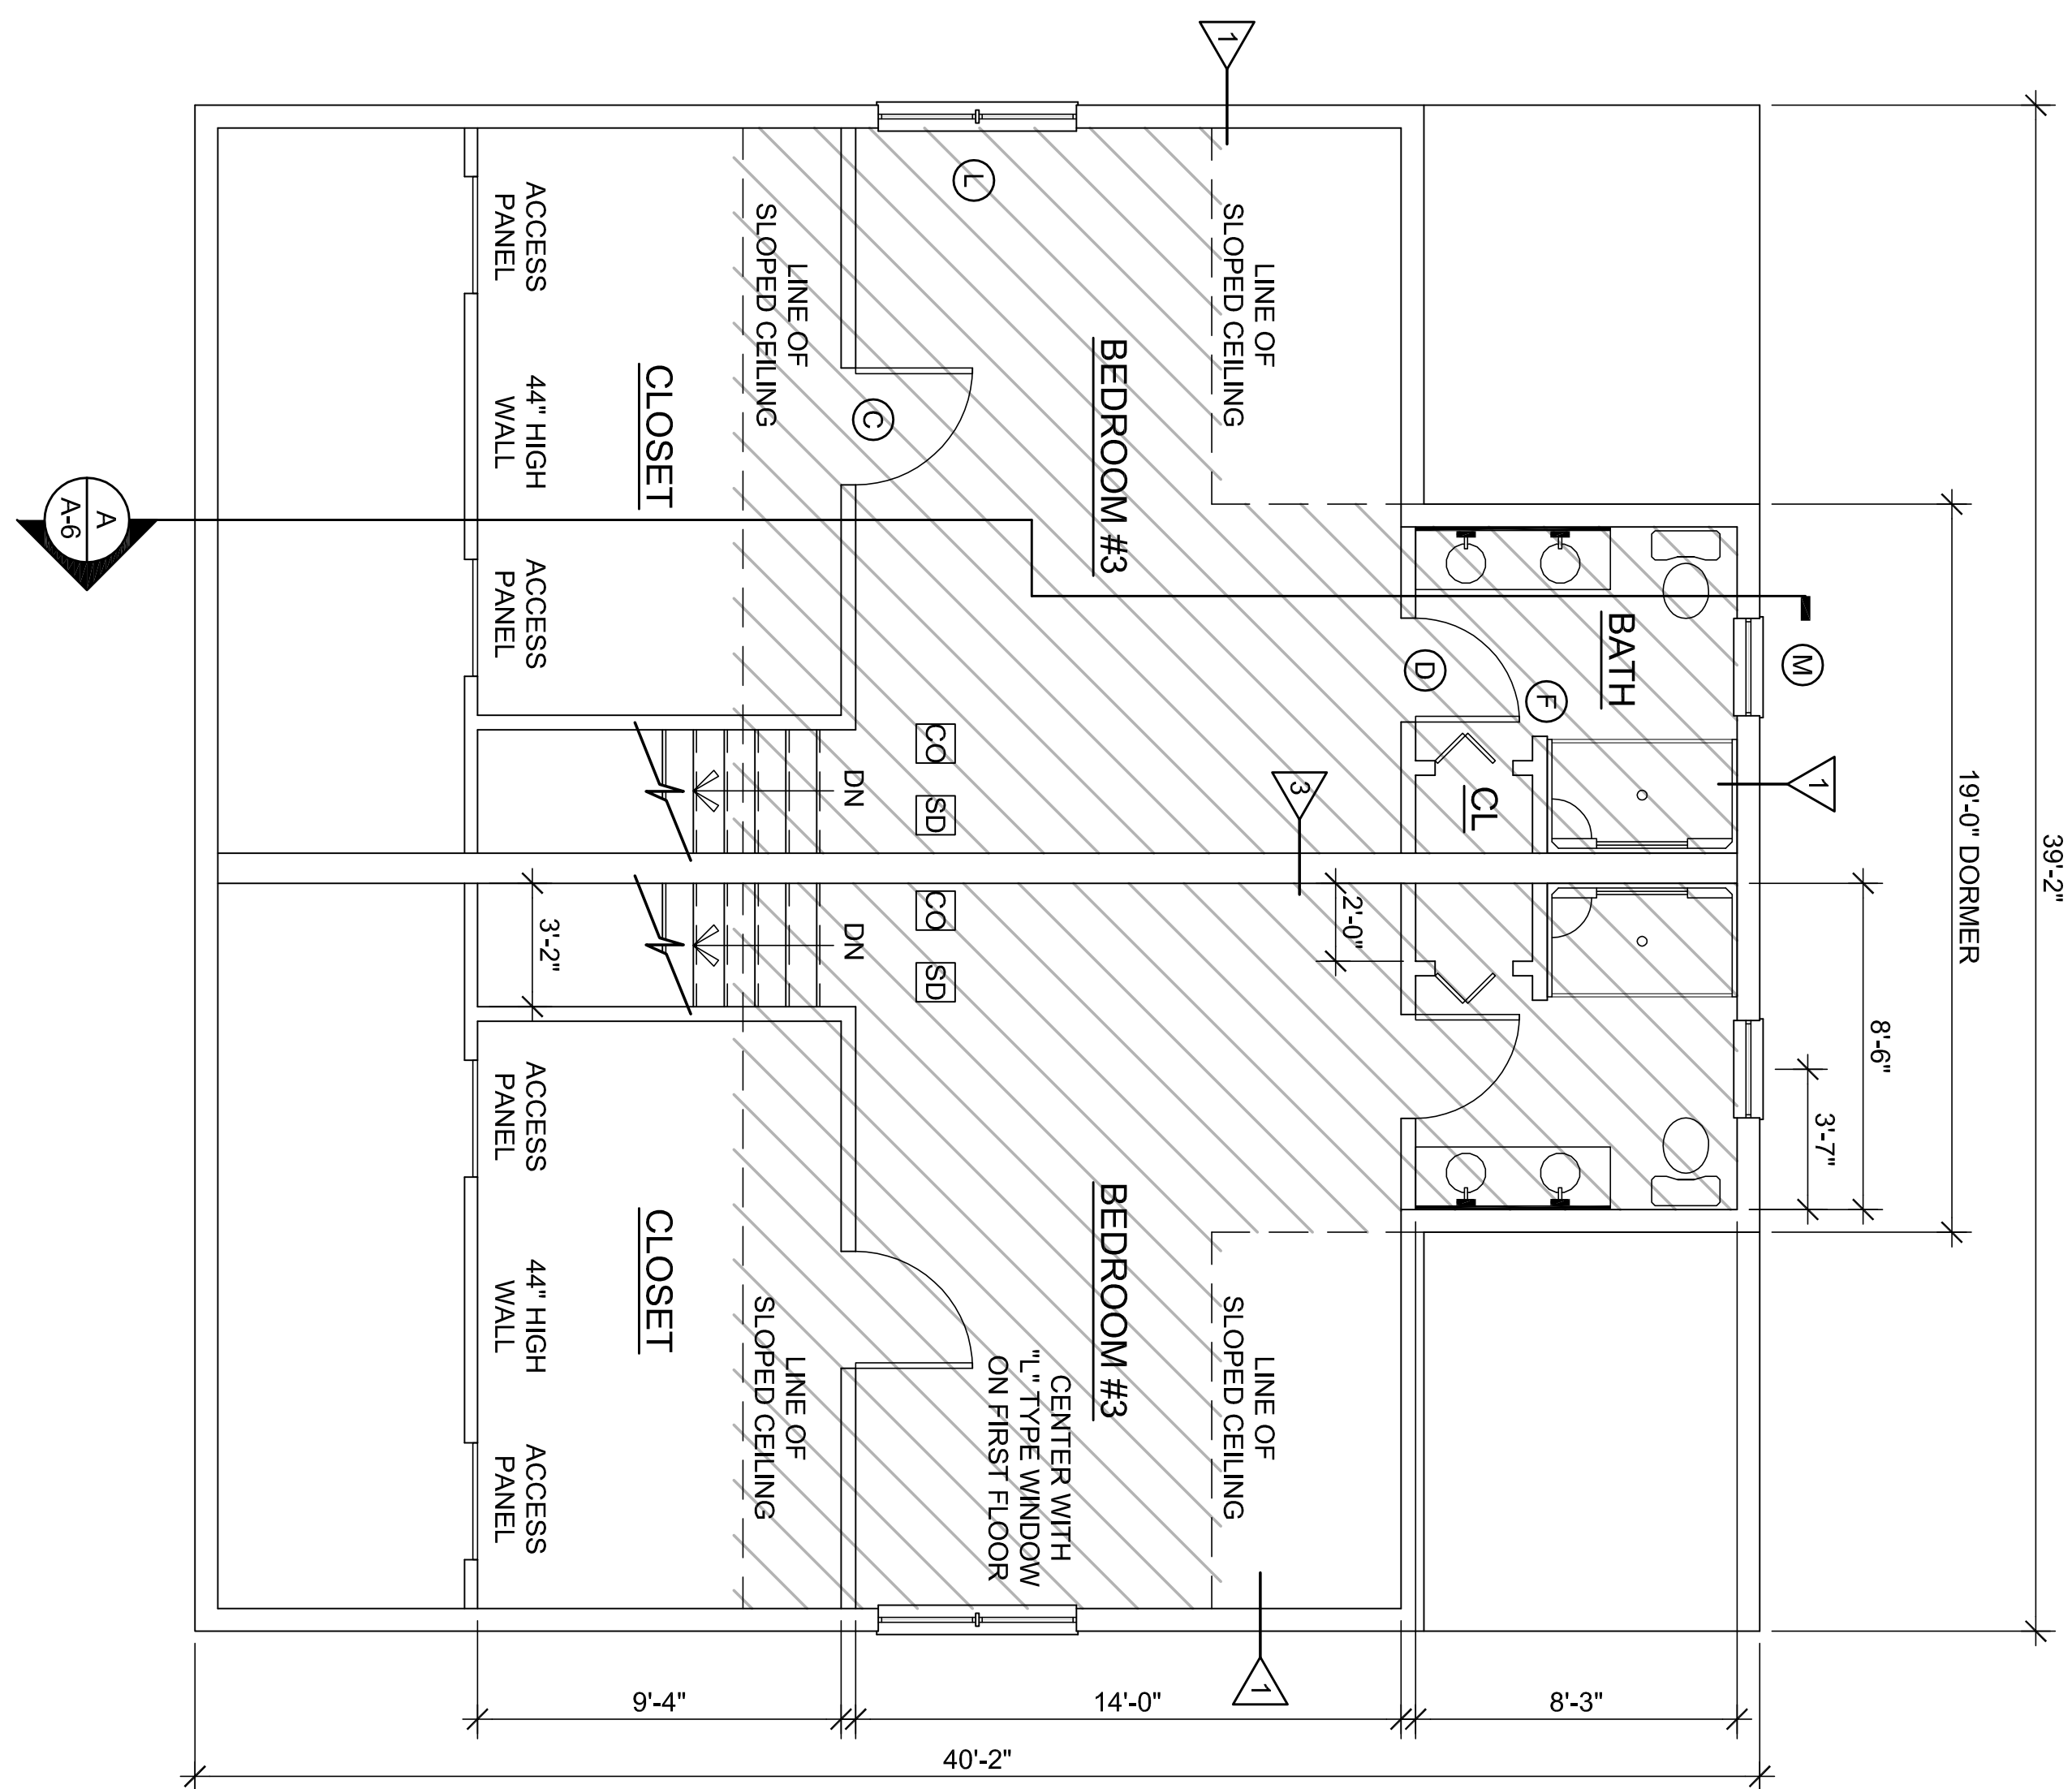 39'-2"
19'-0" DORMER
8'-6"
3'-7"
1
M
BATH
F
D
CL
1
3
2'-0"
LINE OF
SLOPED CEILING
LINE OF
SLOPED CEILING
1
BEDROOM #3
BEDROOM #3
CENTER WITH
"L" TYPE WINDOW
ON FIRST FLOOR
L
C
CO
SD
CO
SD
DN
DN
LINE OF
SLOPED CEILING
LINE OF
SLOPED CEILING
CLOSET
CLOSET
3'-2"
ACCESS
PANEL
44" HIGH
WALL
ACCESS
PANEL
ACCESS
PANEL
44" HIGH
WALL
ACCESS
PANEL
A
A-6
9'-4"
14'-0"
8'-3"
40'-2"
1